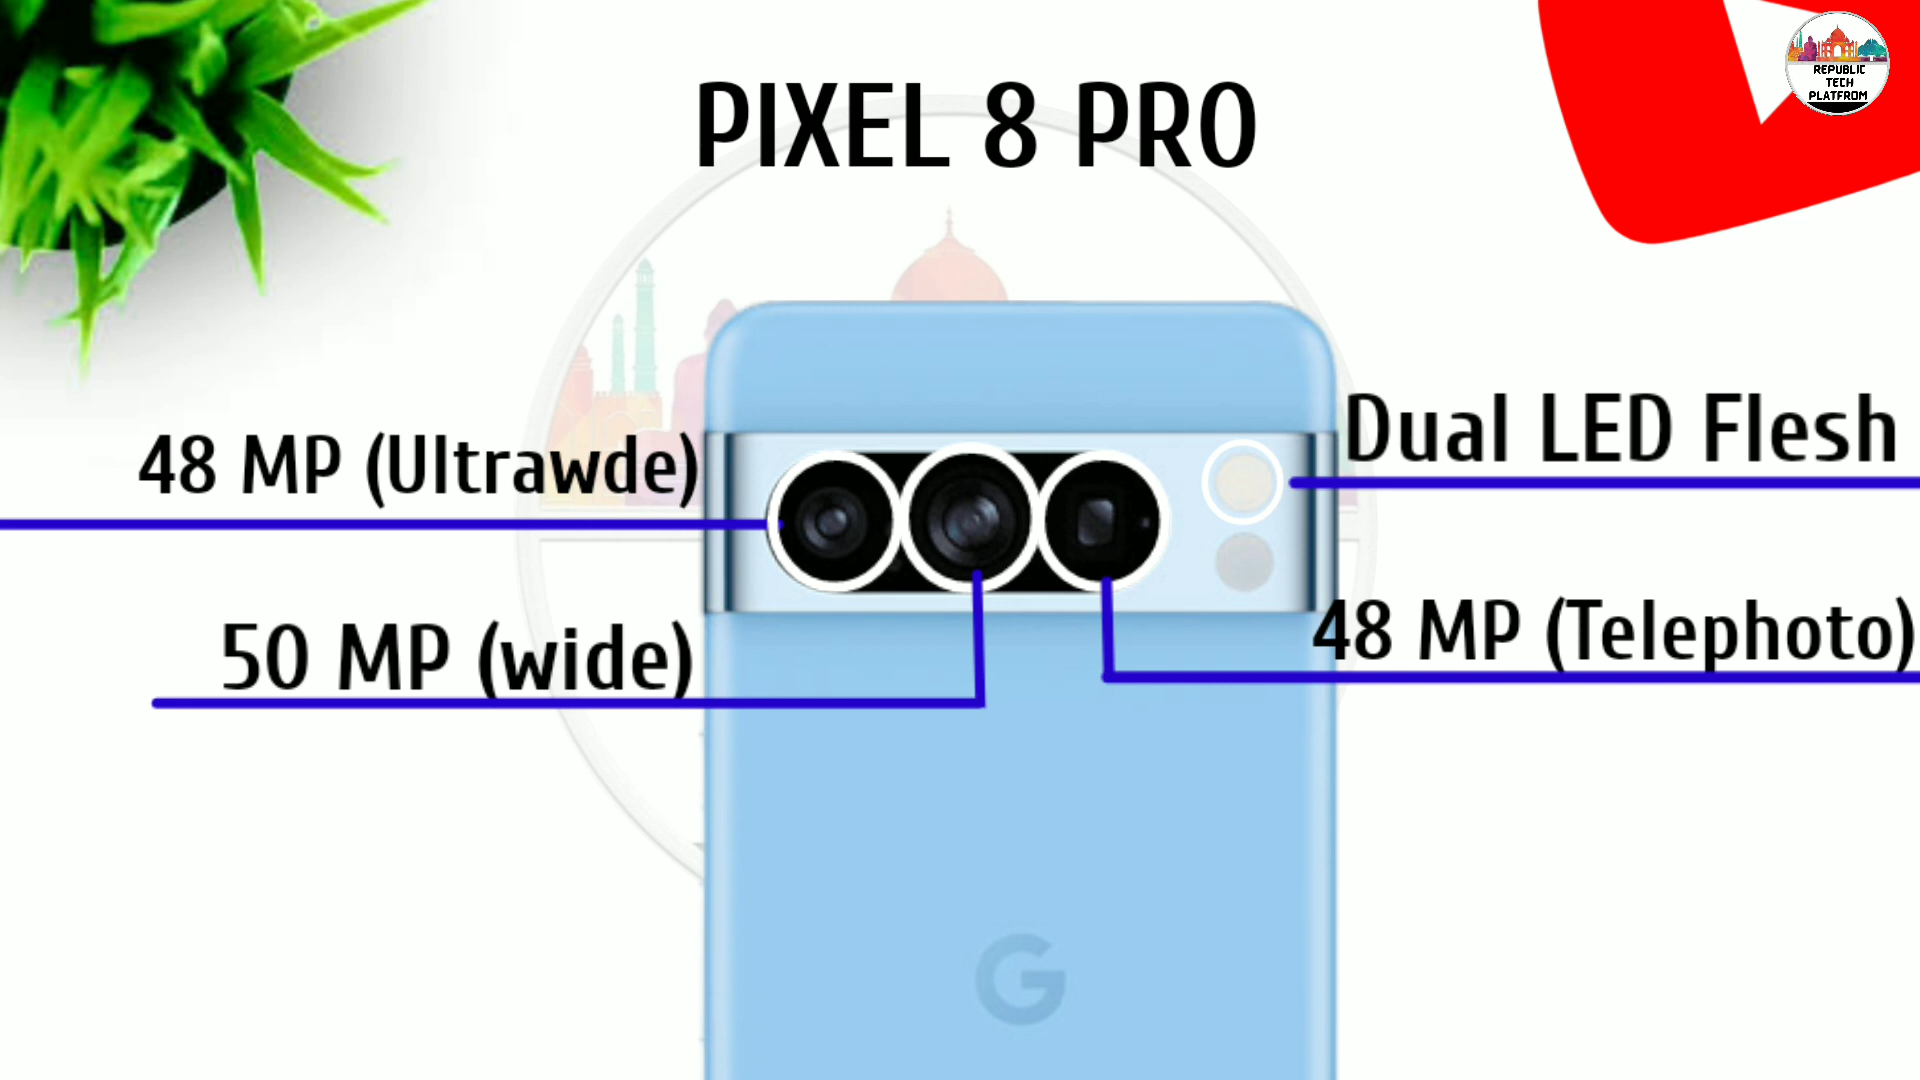 PIXEL 8 PRO
REPUBLIC
TECH
PLATFROM
48 MP (Ultrawde)
Dual LED Flesh
50 MP (wide)
48 MP (Telephoto)
G